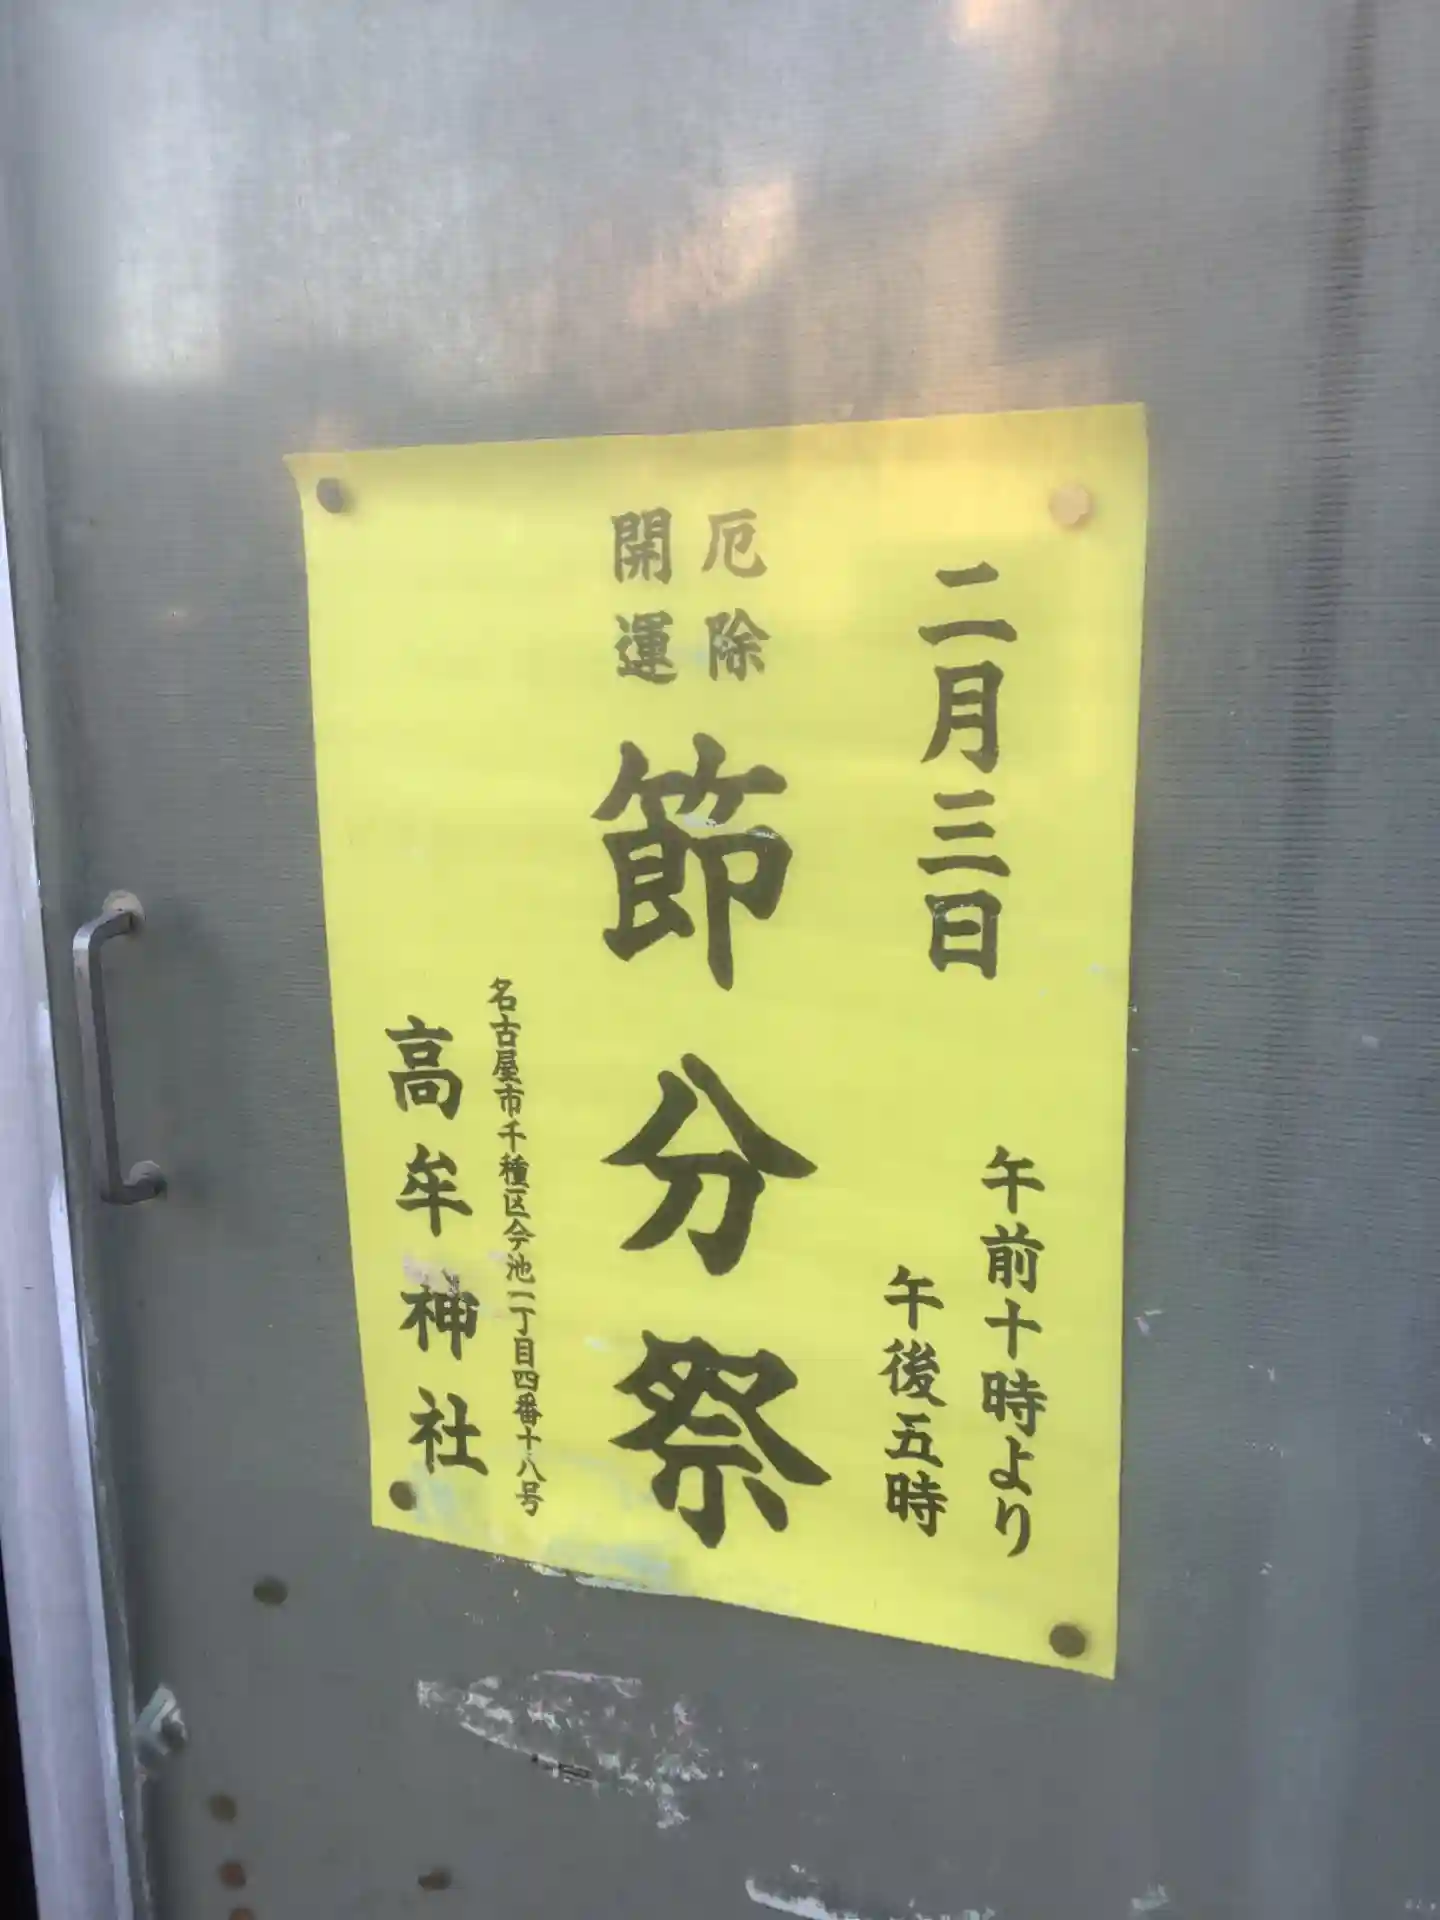 二月三日
午前十時より
午後五時
厄除
開運
節分祭
名古屋市千種区今池一丁目四番十八号
高牟神社